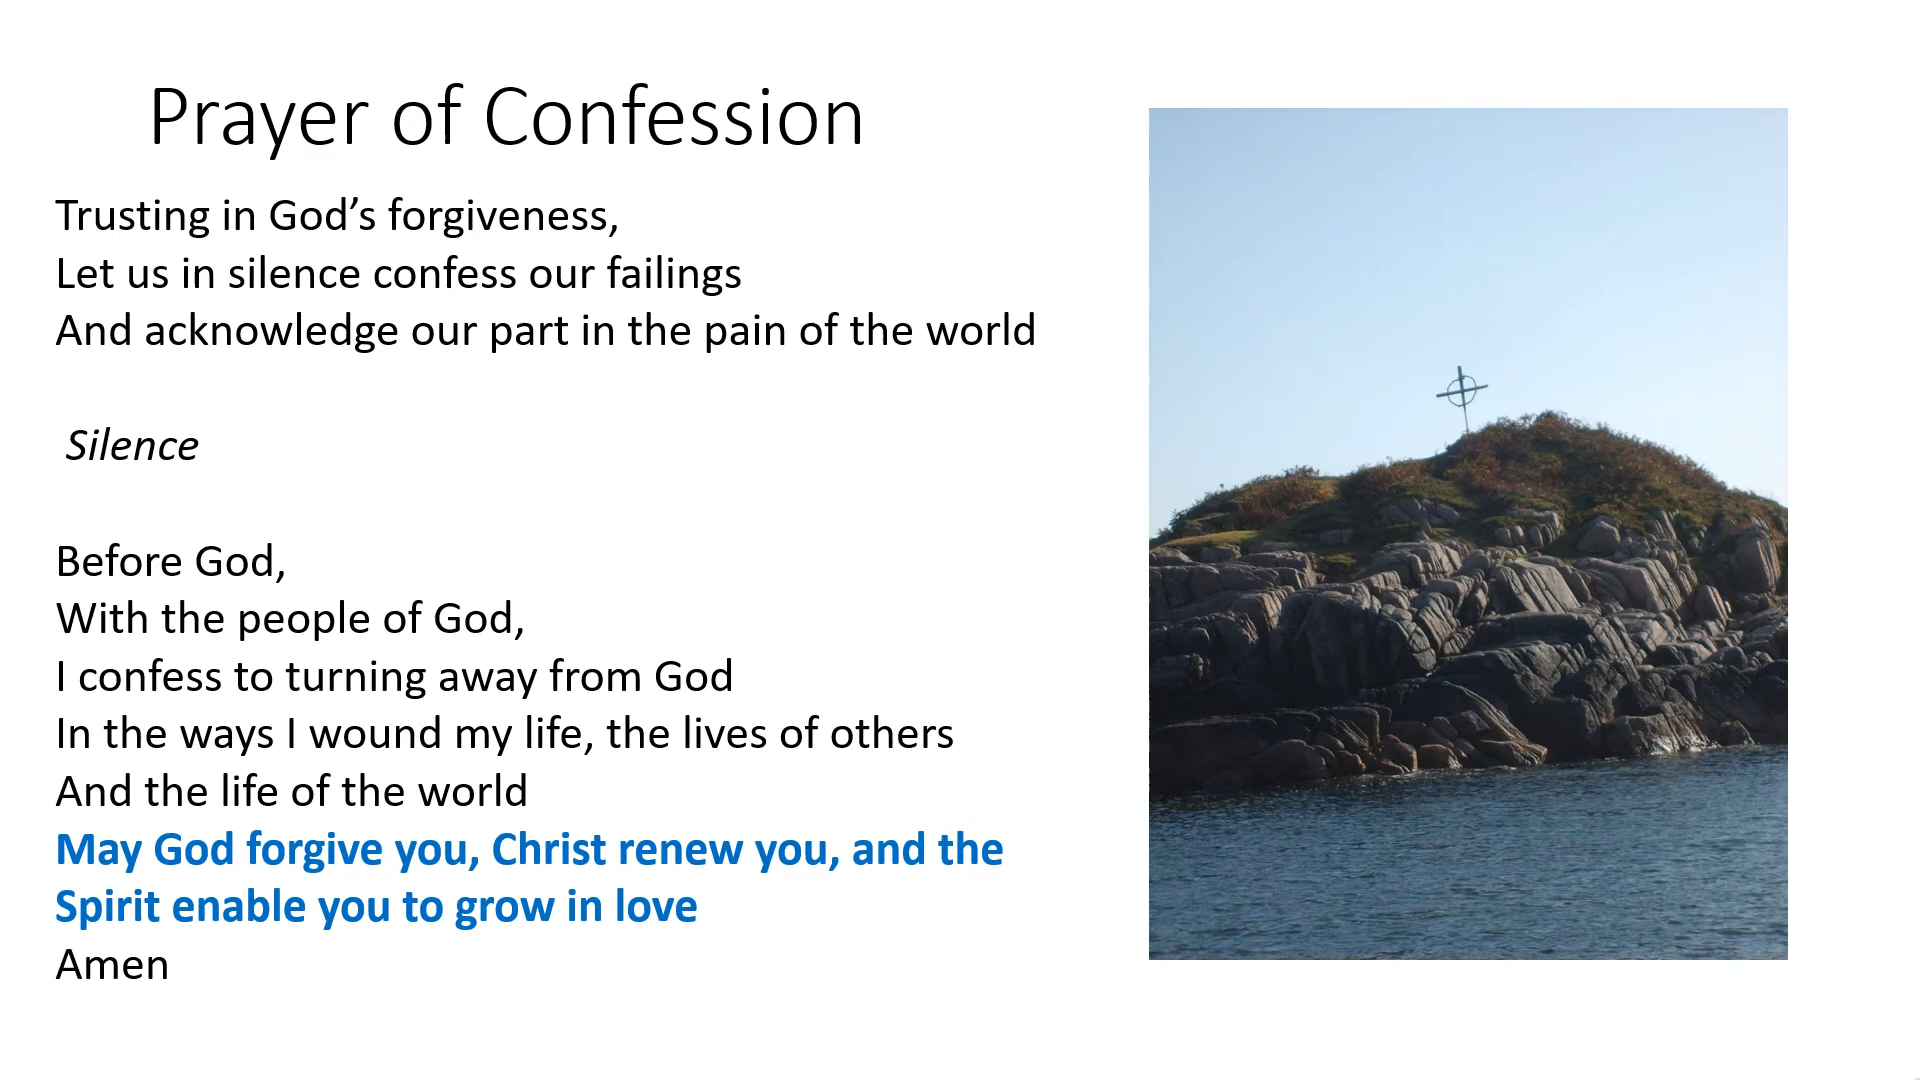 Prayer of Confession
Trusting in God’s forgiveness,
Let us in silence confess our failings
And acknowledge our part in the pain of the world
Silence
Before God,
With the people of God,
I confess to turning away from God
In the ways I wound my life, the lives of others
And the life of the world
May God forgive you, Christ renew you, and the
Spirit enable you to grow in love
Amen